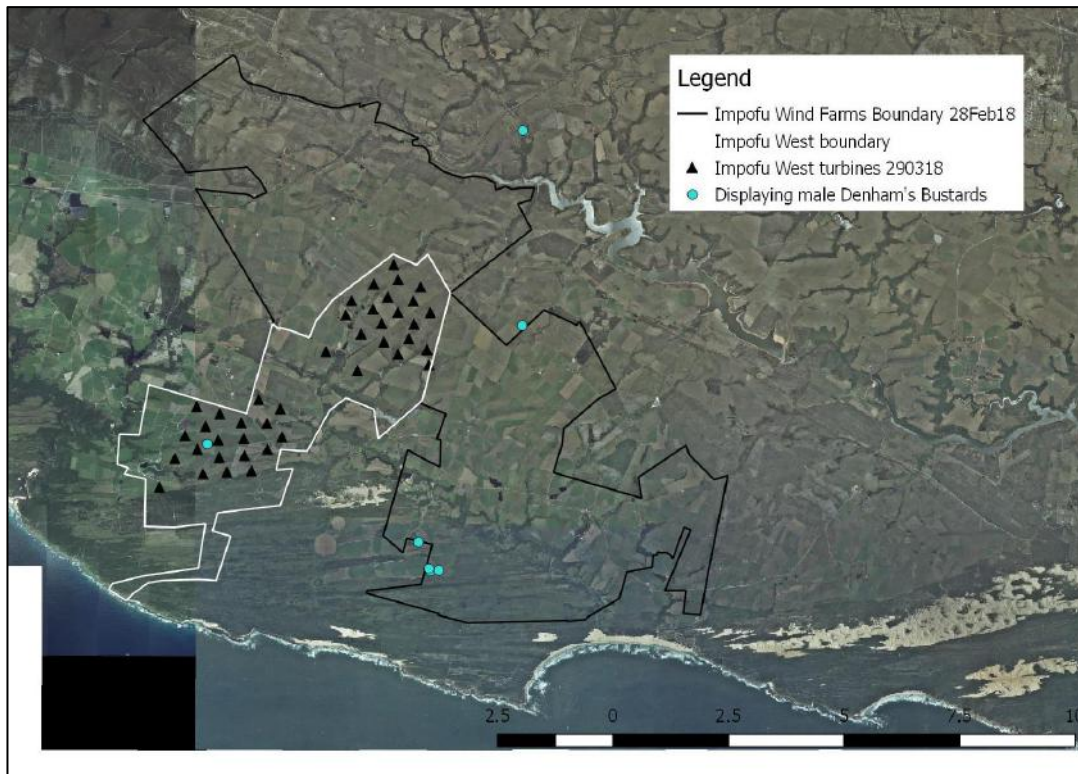 Legend
Impofu Wind Farms Boundary 28Feb18
Impofu West boundary
Impofu West turbines 290318
Displaying male Denham's Bustards
2.5 0 2.5 5 7.5 10